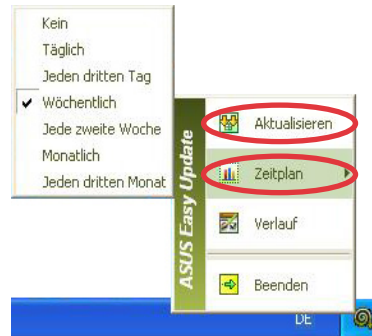 Kein
Täglich
Jeden dritten Tag
Wöchentlich
Jede zweite Woche
Monatlich
Jeden dritten Monat
ASUS Easy Update
Aktualisieren
Zeitplan
Verlauf
Beenden
DE